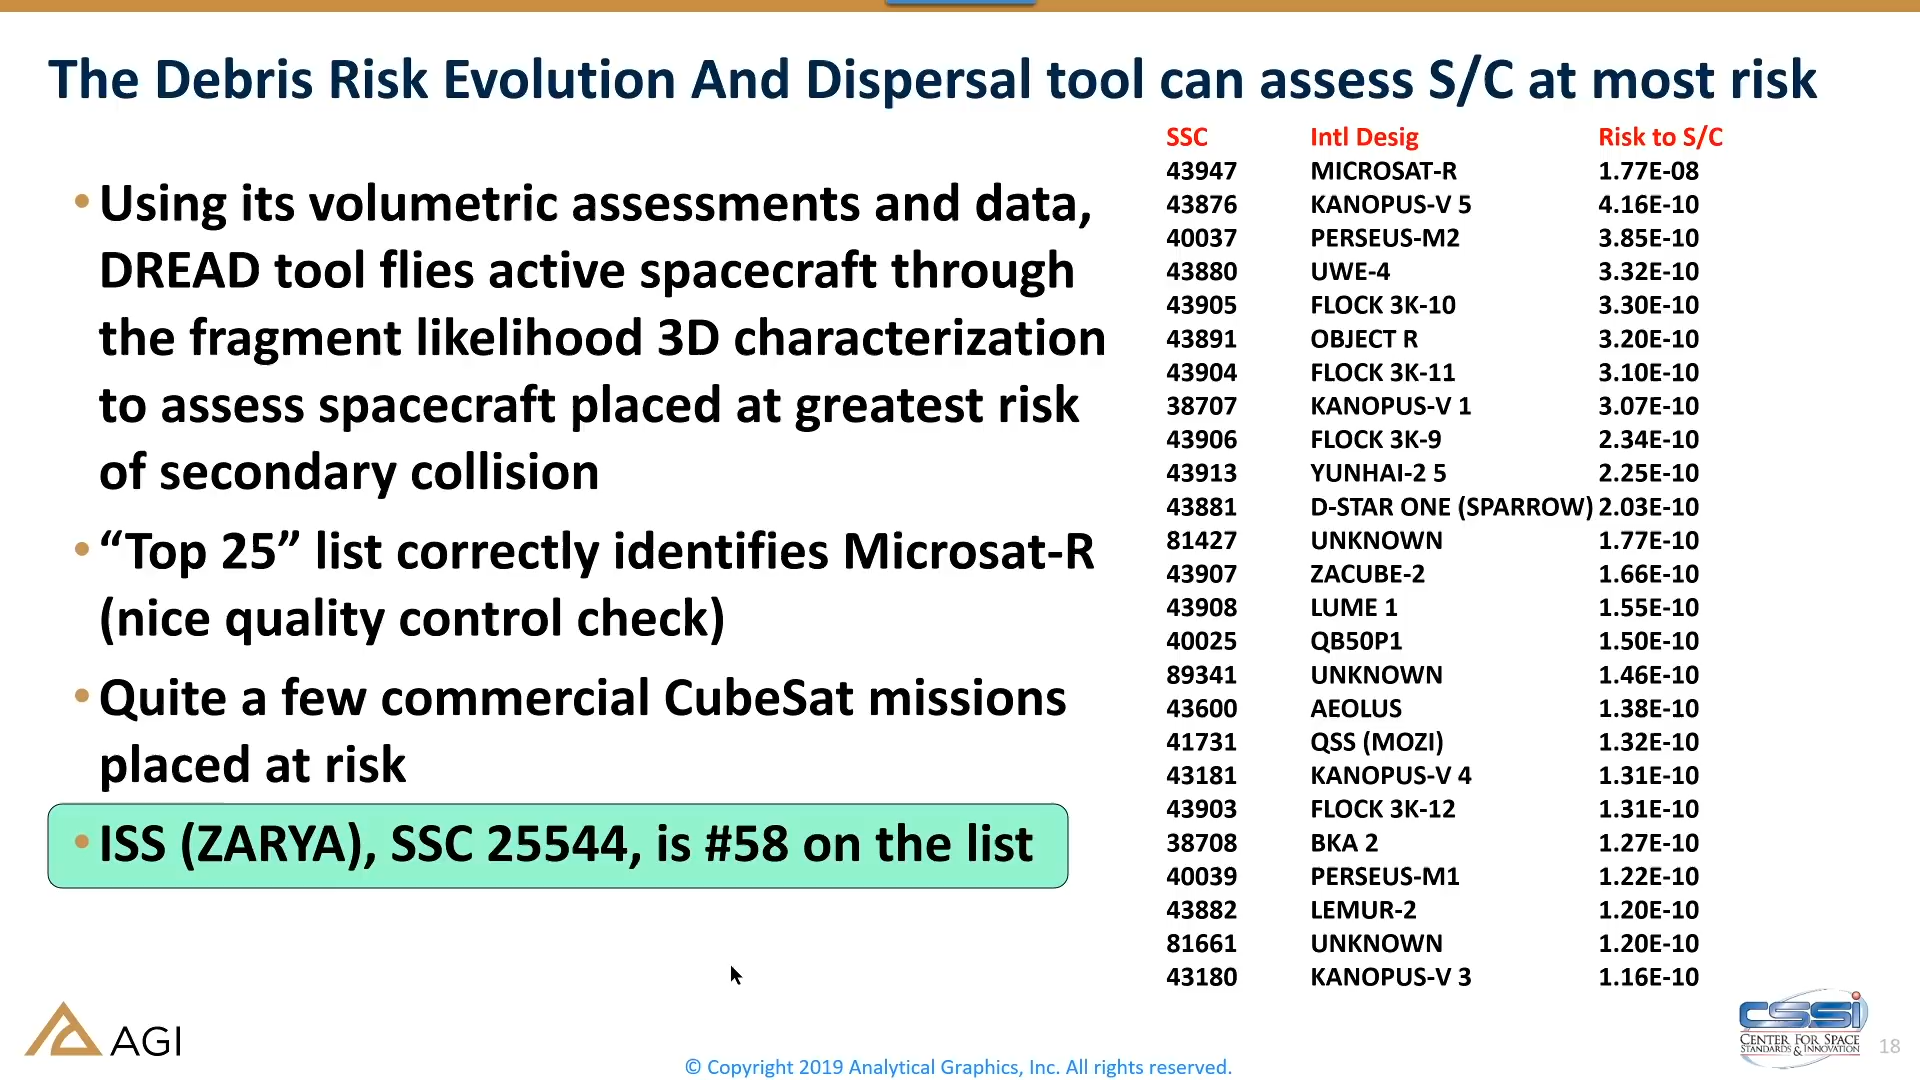 The Debris Risk Evolution And Dispersal tool can assess S/C at most risk
• Using its volumetric assessments and data,
DREAD tool flies active spacecraft through
the fragment likelihood 3D characterization
to assess spacecraft placed at greatest risk
of secondary collision
• “Top 25” list correctly identifies Microsat-R
(nice quality control check)
• Quite a few commercial CubeSat missions
placed at risk
• ISS (ZARYA), SSC 25544, is #58 on the list
SSC Intl Desig Risk to S/C
43947 MICROSAT-R 1.77E-08
43876 KANOPUS-V 5 4.16E-10
40037 PERSEUS-M2 3.85E-10
43880 UWE-4 3.32E-10
43905 FLOCK 3K-10 3.30E-10
43891 OBJECT R 3.20E-10
43904 FLOCK 3K-11 3.10E-10
38707 KANOPUS-V 1 3.07E-10
43906 FLOCK 3K-9 2.34E-10
43913 YUNHAI-2 5 2.25E-10
43881 D-STAR ONE (SPARROW) 2.03E-10
81427 UNKNOWN 1.77E-10
43907 ZACUBE-2 1.66E-10
43908 LUME 1 1.55E-10
40025 QB50P1 1.50E-10
89341 UNKNOWN 1.46E-10
43600 AEOLUS 1.38E-10
41731 QSS (MOZI) 1.32E-10
43181 KANOPUS-V 4 1.31E-10
43903 FLOCK 3K-12 1.31E-10
38708 BKA 2 1.27E-10
40039 PERSEUS-M1 1.22E-10
43882 LEMUR-2 1.20E-10
81661 UNKNOWN 1.20E-10
43180 KANOPUS-V 3 1.16E-10
AGI
© Copyright 2019 Analytical Graphics, Inc. All rights reserved.
CSSI
CENTER FOR SPACE
STANDARDS & INNOVATION
18